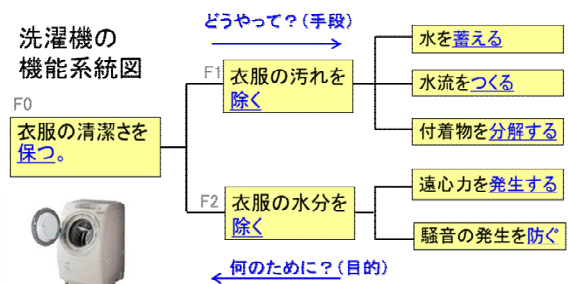 洗濯機の
機能系統図
どうやって？（手段）
F0
衣服の清潔さを
保つ。
F1
衣服の汚れを
除く
水を蓄える
水流をつくる
付着物を分解する
F2
衣服の水分を
除く
遠心力を発生する
騒音の発生を防ぐ
何のために？（目的）